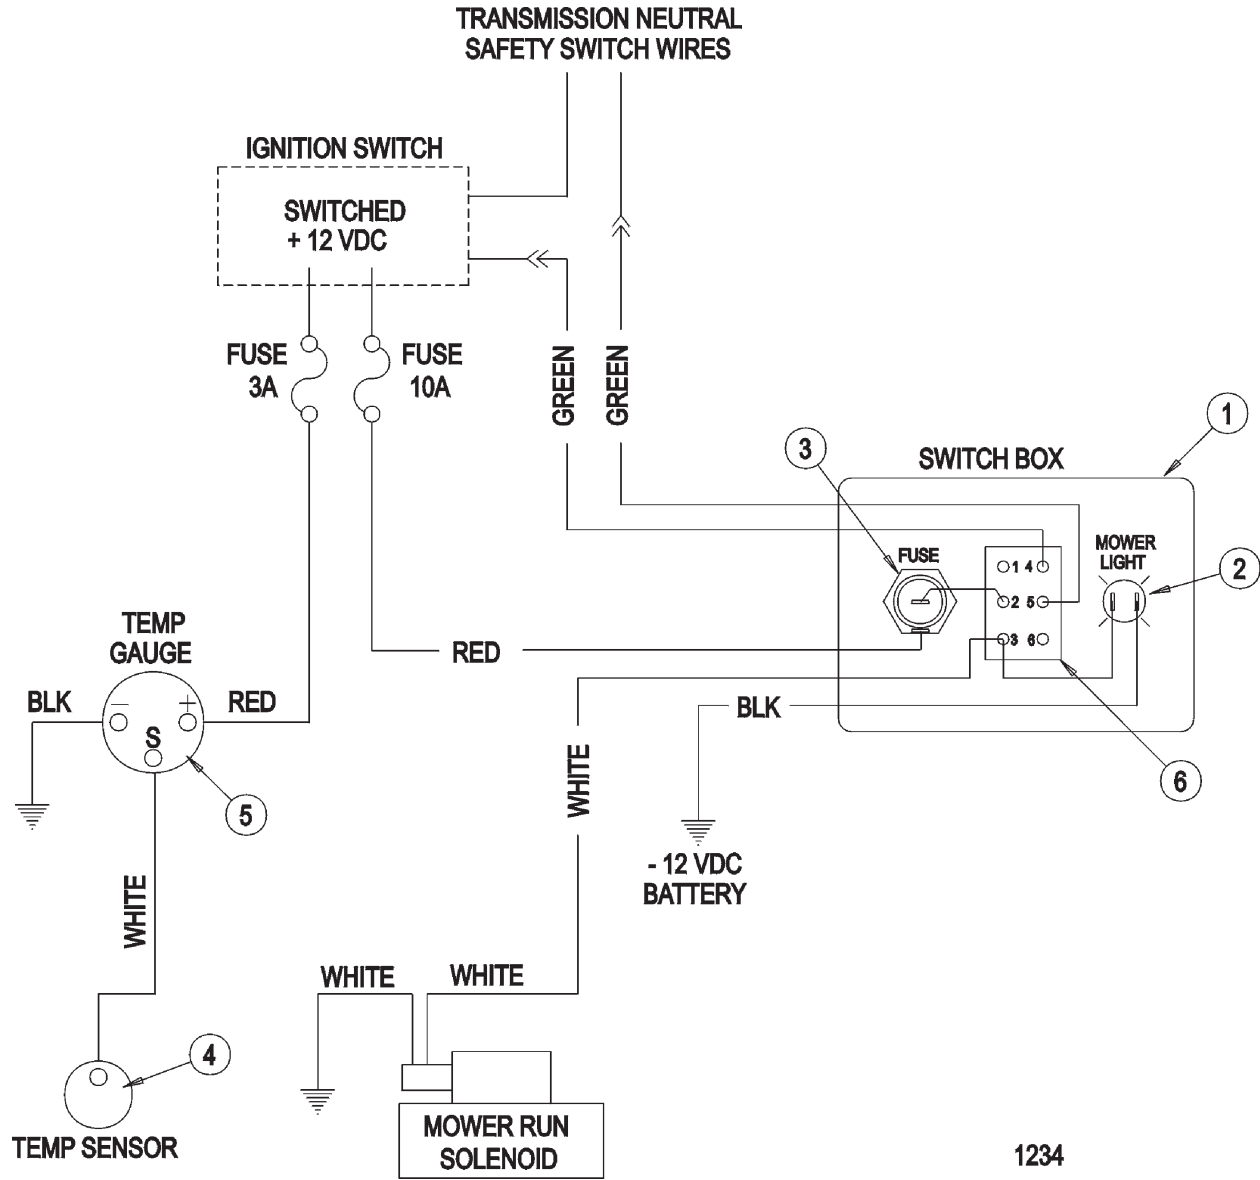 TRANSMISSION NEUTRAL
SAFETY SWITCH WIRES
IGNITION SWITCH
SWITCHED
+ 12 VDC
FUSE
3A
FUSE
10A
GREEN
GREEN
1
3
SWITCH BOX
FUSE
MOWER
LIGHT
2
1 4
2 5
3 6
TEMP
GAUGE
RED
BLK
RED
BLK
− +
S
WHITE
5
6
- 12 VDC
BATTERY
WHITE
WHITE
WHITE
4
TEMP SENSOR
MOWER RUN
SOLENOID
1234